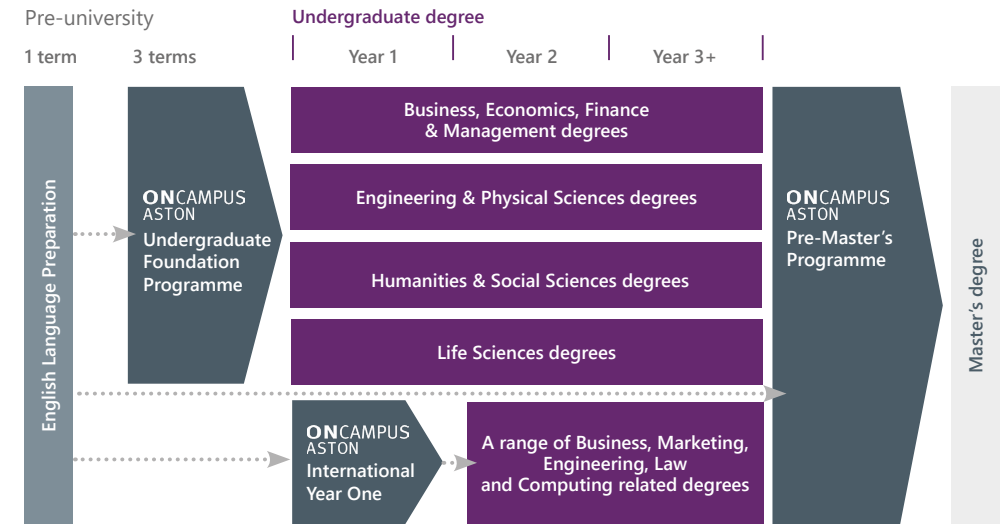 Pre-university
Undergraduate degree
1 term
3 terms
Year 1
Year 2
Year 3+
English Language Preparation
ONCAMPUS
ASTON
Undergraduate
Foundation
Programme
Business, Economics, Finance
& Management degrees
Engineering & Physical Sciences degrees
Humanities & Social Sciences degrees
Life Sciences degrees
ONCAMPUS
ASTON
International
Year One
A range of Business, Marketing,
Engineering, Law
and Computing related degrees
ONCAMPUS
ASTON
Pre-Master's
Programme
Master's degree